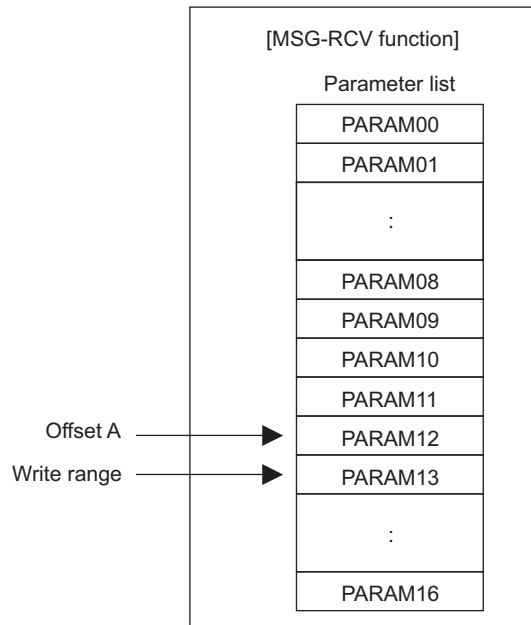 [MSG-RCV function]
Parameter list
PARAM00
PARAM01
:
PARAM08
PARAM09
PARAM10
PARAM11
Offset A
PARAM12
Write range
PARAM13
:
PARAM16